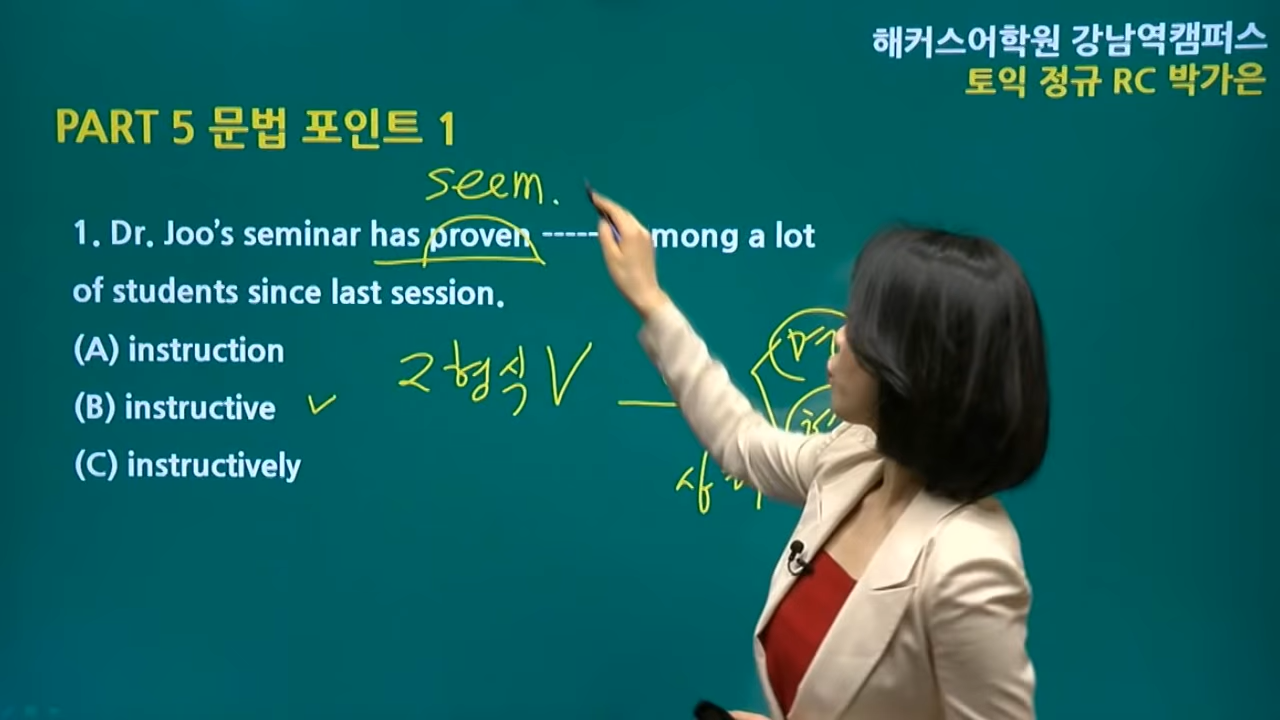 해커스어학원 강남역캠퍼스
토익 정규 RC 박가은
PART 5 문법 포인트 1
seem.
1. Dr. Joo's seminar has proven ----- mong a lot
of students since last session.
(A) instruction
2형식 V
(B) instructive ✓
(C) instructively